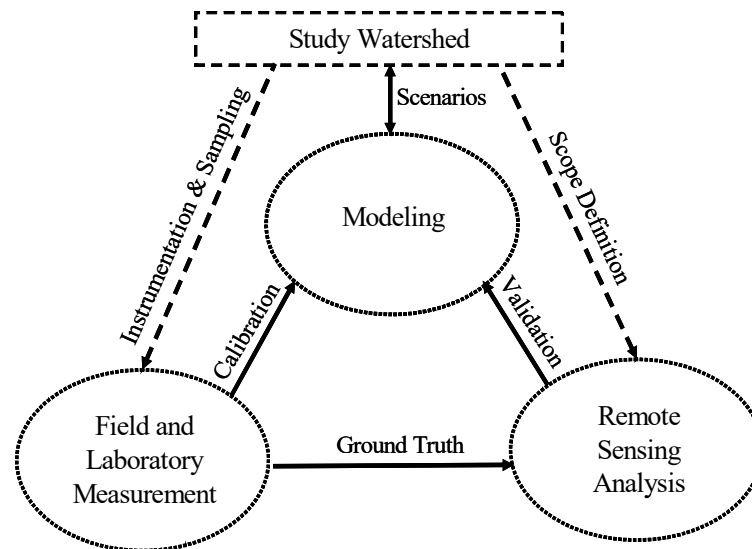 Study Watershed
Scenarios
Instrumentation & Sampling
Scope Definition
Modeling
Calibration
Validation
Field and
Laboratory
Measurement
Ground Truth
Remote
Sensing
Analysis